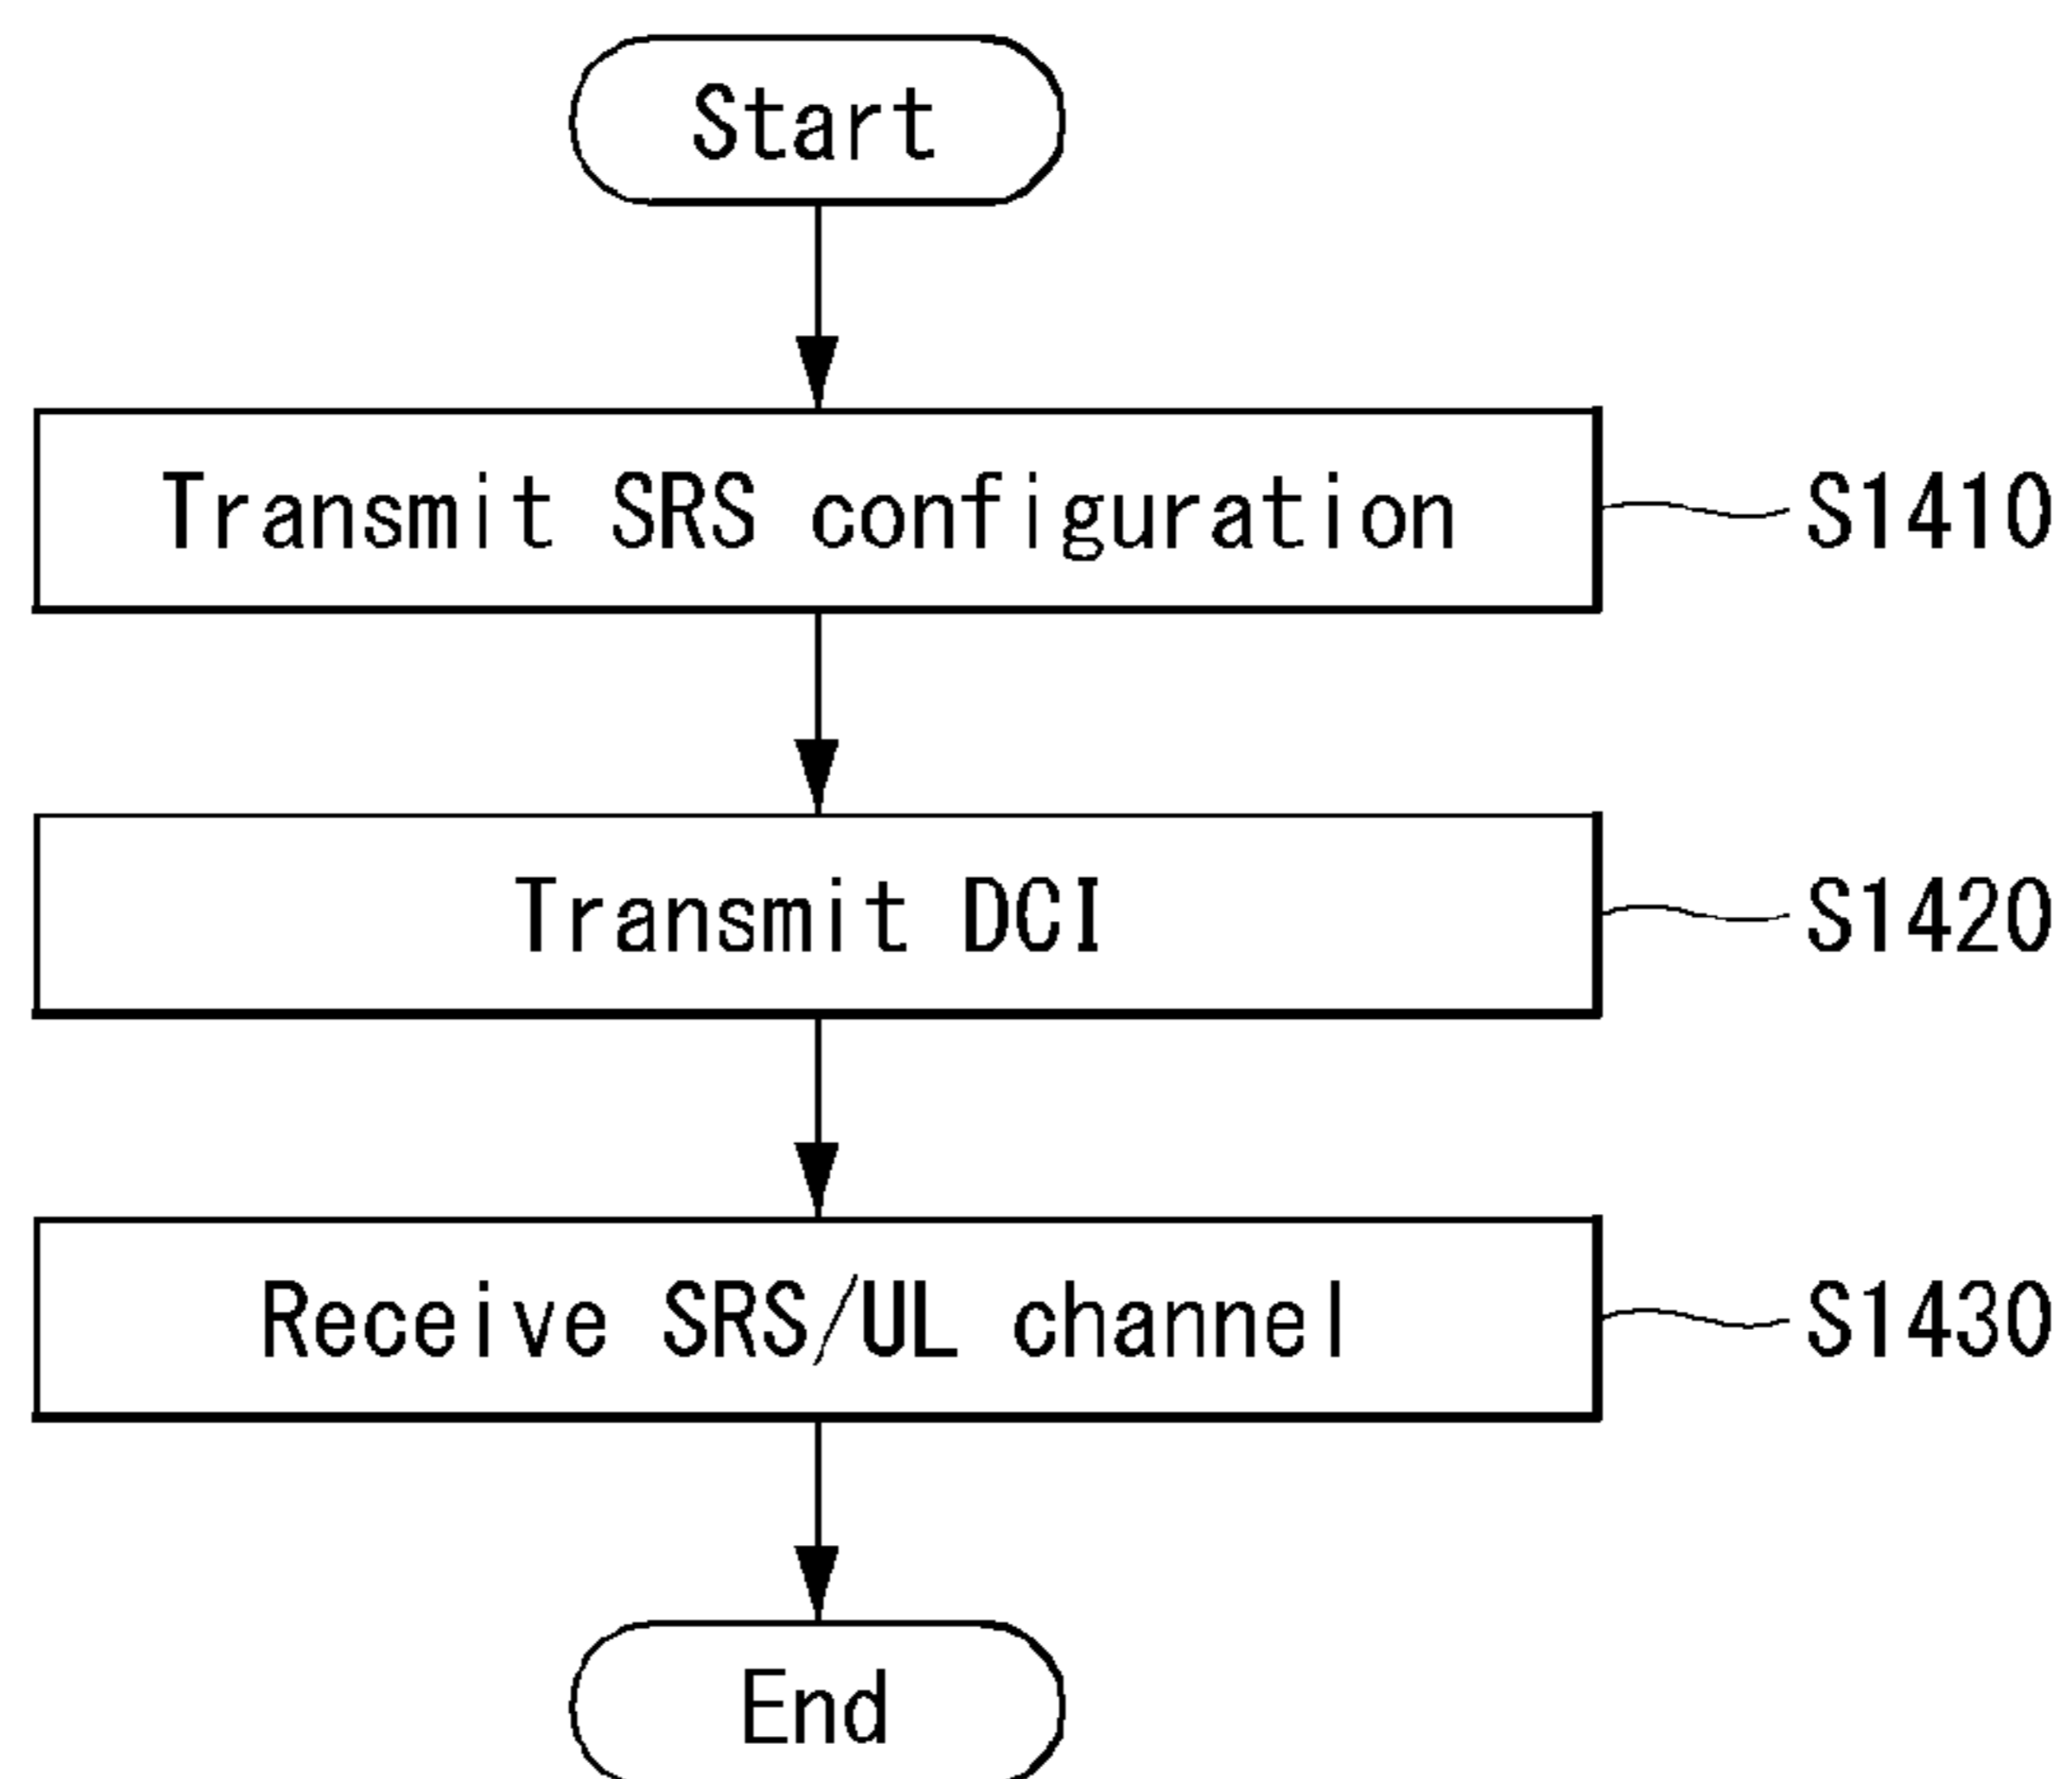 Start
Transmit SRS configuration
S1410
Transmit DCI
S1420
Receive SRS/UL channel
S1430
End